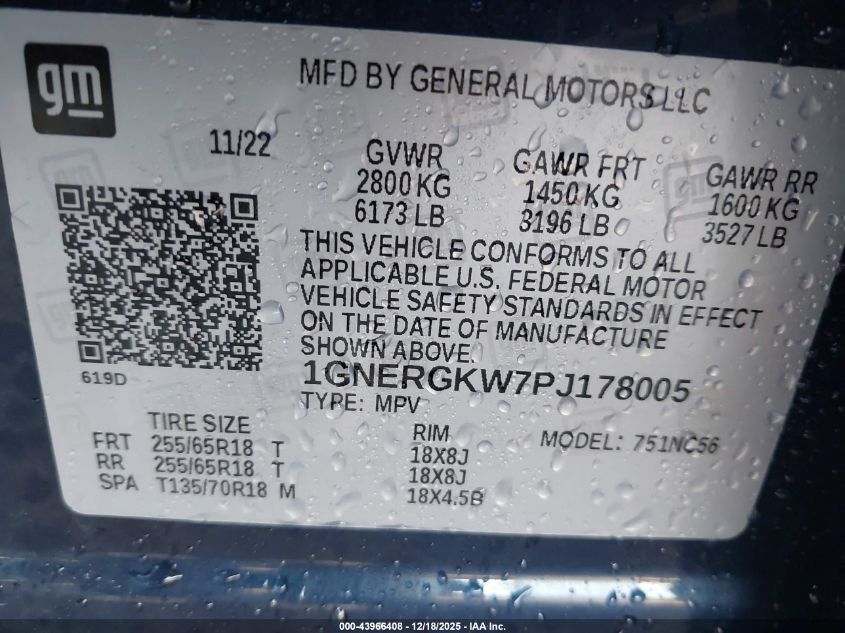 gm
MFD BY GENERAL MOTORS LLC
11/22
GVWR GAWR FRT GAWR RR
2800 KG 1450 KG 1600 KG
6173 LB 3196 LB 3527 LB
THIS VEHICLE CONFORMS TO ALL
APPLICABLE U.S. FEDERAL MOTOR
VEHICLE SAFETY STANDARDS IN EFFECT
ON THE DATE OF MANUFACTURE
SHOWN ABOVE.
619D
1GNERGKW7PJ178005
TYPE: MPV
TIRE SIZE RIM MODEL: 751NC56
FRT 255/65R18 T 18X8J
RR 255/65R18 T 18X8J
SPA T135/70R18 M 18X4.5B
000-43966408 - 12/18/2025 - IAA Inc.